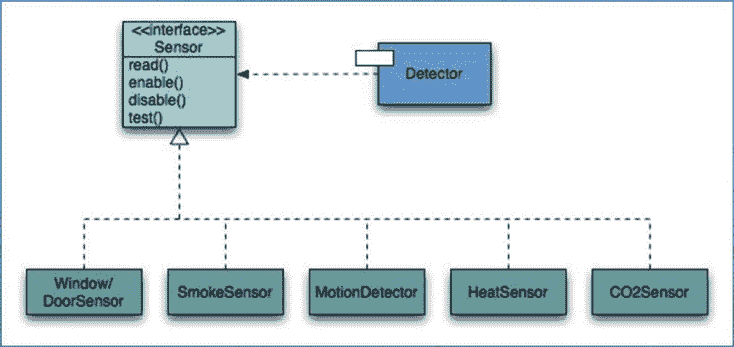 <<interface>>
Sensor
read()
enable()
disable()
test()
Detector
Window/
DoorSensor
SmokeSensor
MotionDetector
HeatSensor
CO2Sensor